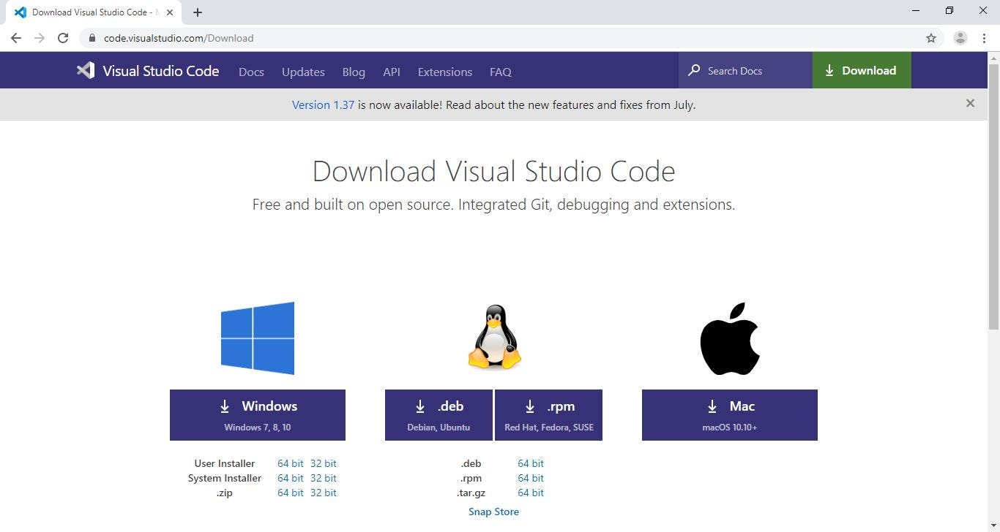 Download Visual Studio Code -
code.visualstudio.com/Download
Visual Studio Code Docs Updates Blog API Extensions FAQ Search Docs Download
Version 1.37 is now available! Read about the new features and fixes from July.
Download Visual Studio Code
Free and built on open source. Integrated Git, debugging and extensions.
Windows
Windows 7, 8, 10
.deb
Debian, Ubuntu
.rpm
Red Hat, Fedora, SUSE
Mac
macOS 10.10+
User Installer 64 bit 32 bit
System Installer 64 bit 32 bit
.zip 64 bit 32 bit
.deb 64 bit
.rpm 64 bit
.tar.gz 64 bit
Snap Store